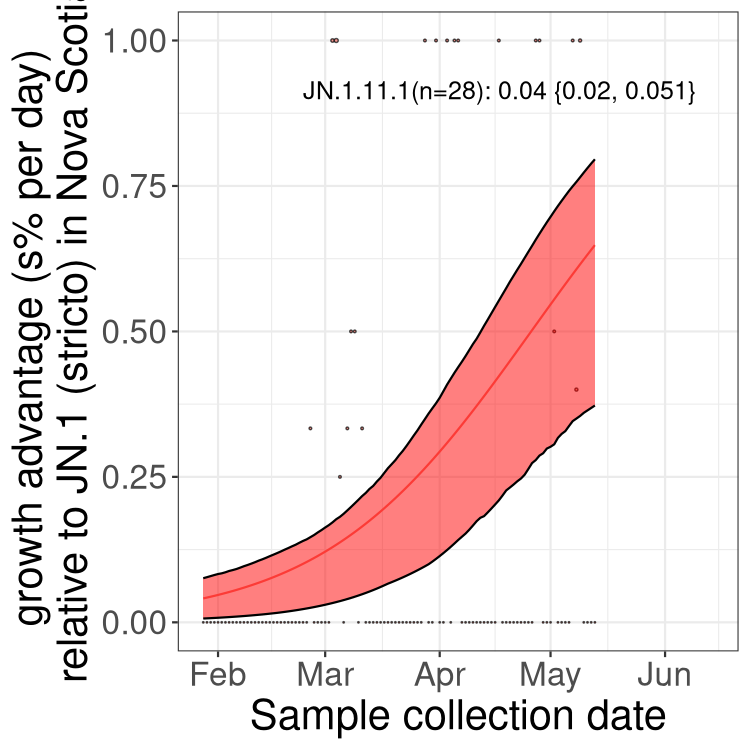 growth advantage (s% per day)
relative to JN.1 (stricto) in Nova Scotia
1.00
0.75
0.50
0.25
0.00
JN.1.11.1(n=28): 0.04 {0.02, 0.051}
Feb Mar Apr May Jun
Sample collection date